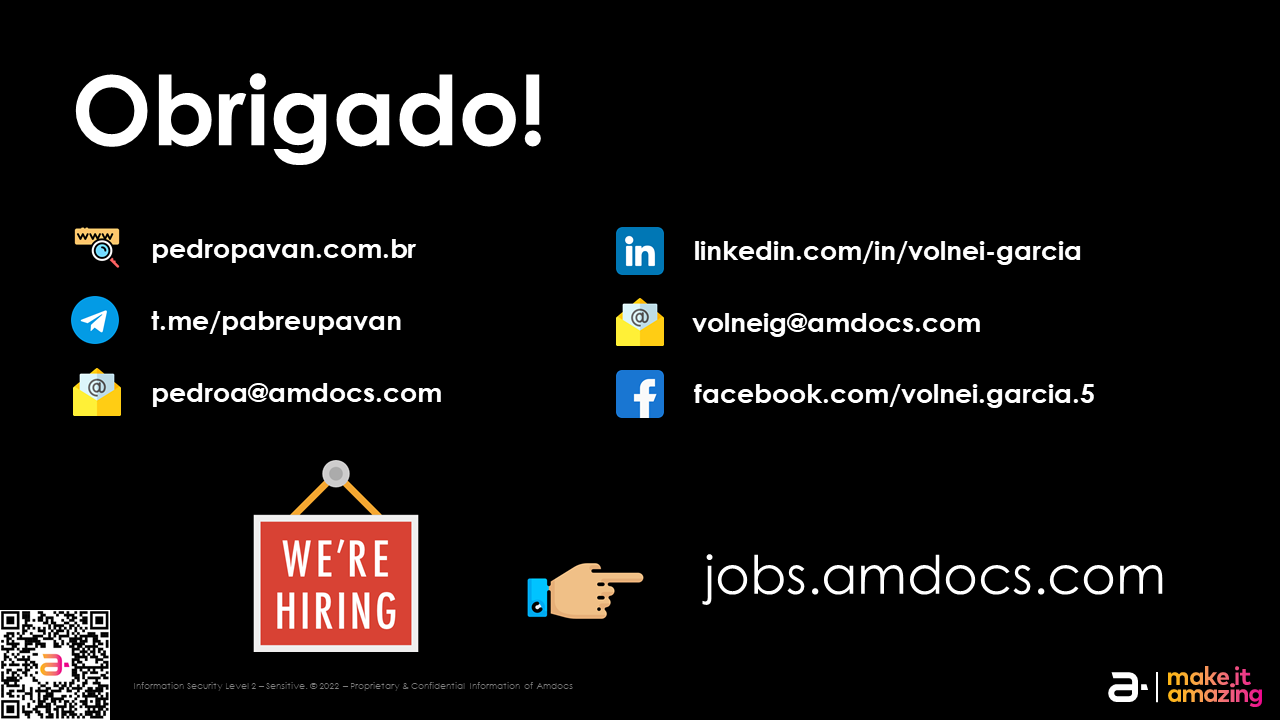 Obrigado!
www
pedropavan.com.br
t.me/pabreupavan
@
pedroa@amdocs.com
in
linkedin.com/in/volnei-garcia
@
volneig@amdocs.com
f
facebook.com/volnei.garcia.5
WE'RE
HIRING
jobs.amdocs.com
a.
Information Security Level 2 – Sensitive. © 2022 – Proprietary & Confidential Information of Amdocs
a.
make it
amazing